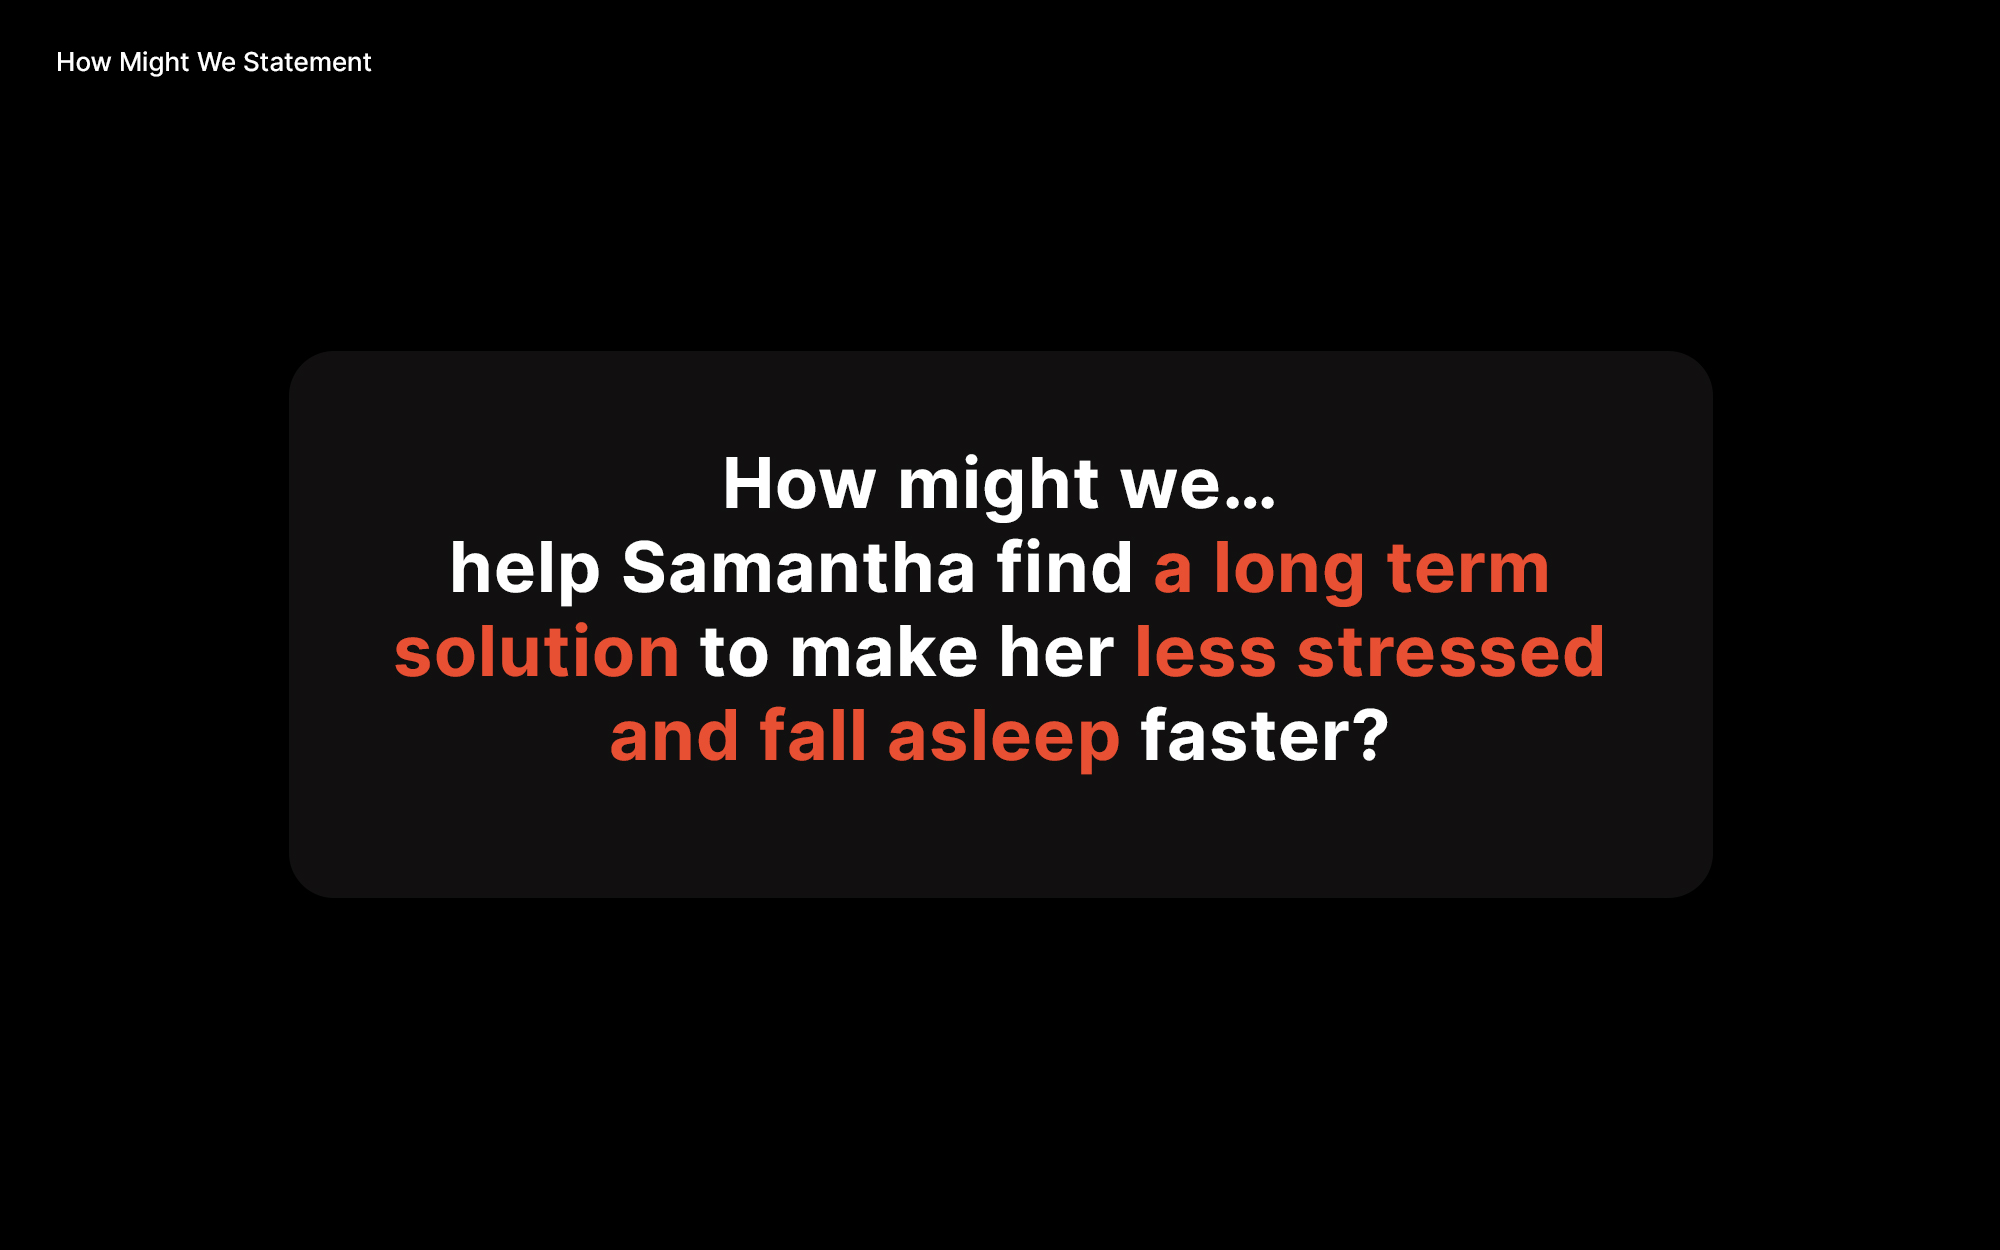 How Might We Statement
How might we...
help Samantha find a long term
solution to make her less stressed
and fall asleep faster?